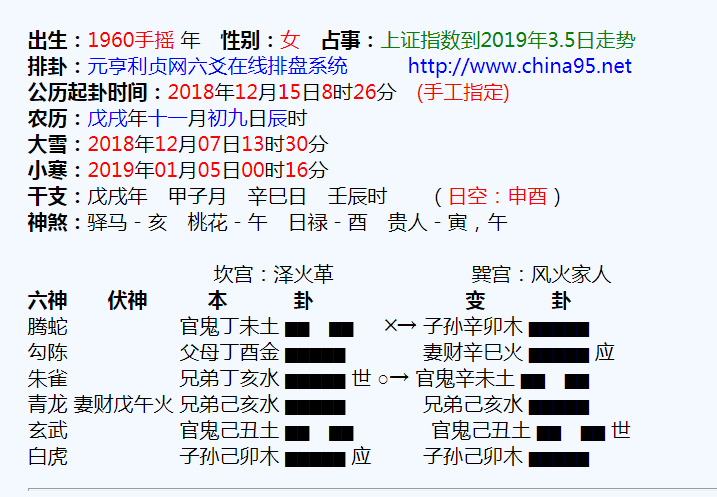 出生：1960手摇 年 性别：女 占事：上证指数到2019年3.5日走势
排卦：元亨利贞网六爻在线排盘系统 http://www.china95.net
公历起卦时间：2018年12月15日8时26分 (手工指定)
农历：戊戌年十一月初九日辰时
大雪：2018年12月07日13时30分
小寒：2019年01月05日00时16分
干支：戊戌年 甲子月 辛巳日 壬辰时 （日空：申酉）
神煞：驿马－亥 桃花－午 日禄－酉 贵人－寅，午
坎宫：泽火革 巽宫：风火家人
六神 伏神 本 卦 变 卦
腾蛇 官鬼丁未土 ×→ 子孙辛卯木
勾陈 父母丁酉金 妻财辛巳火 应
朱雀 兄弟丁亥水 世 ○→ 官鬼辛未土
青龙 妻财戊午火 兄弟己亥水 兄弟己亥水
玄武 官鬼己丑土 官鬼己丑土 世
白虎 子孙己卯木 应 子孙己卯木